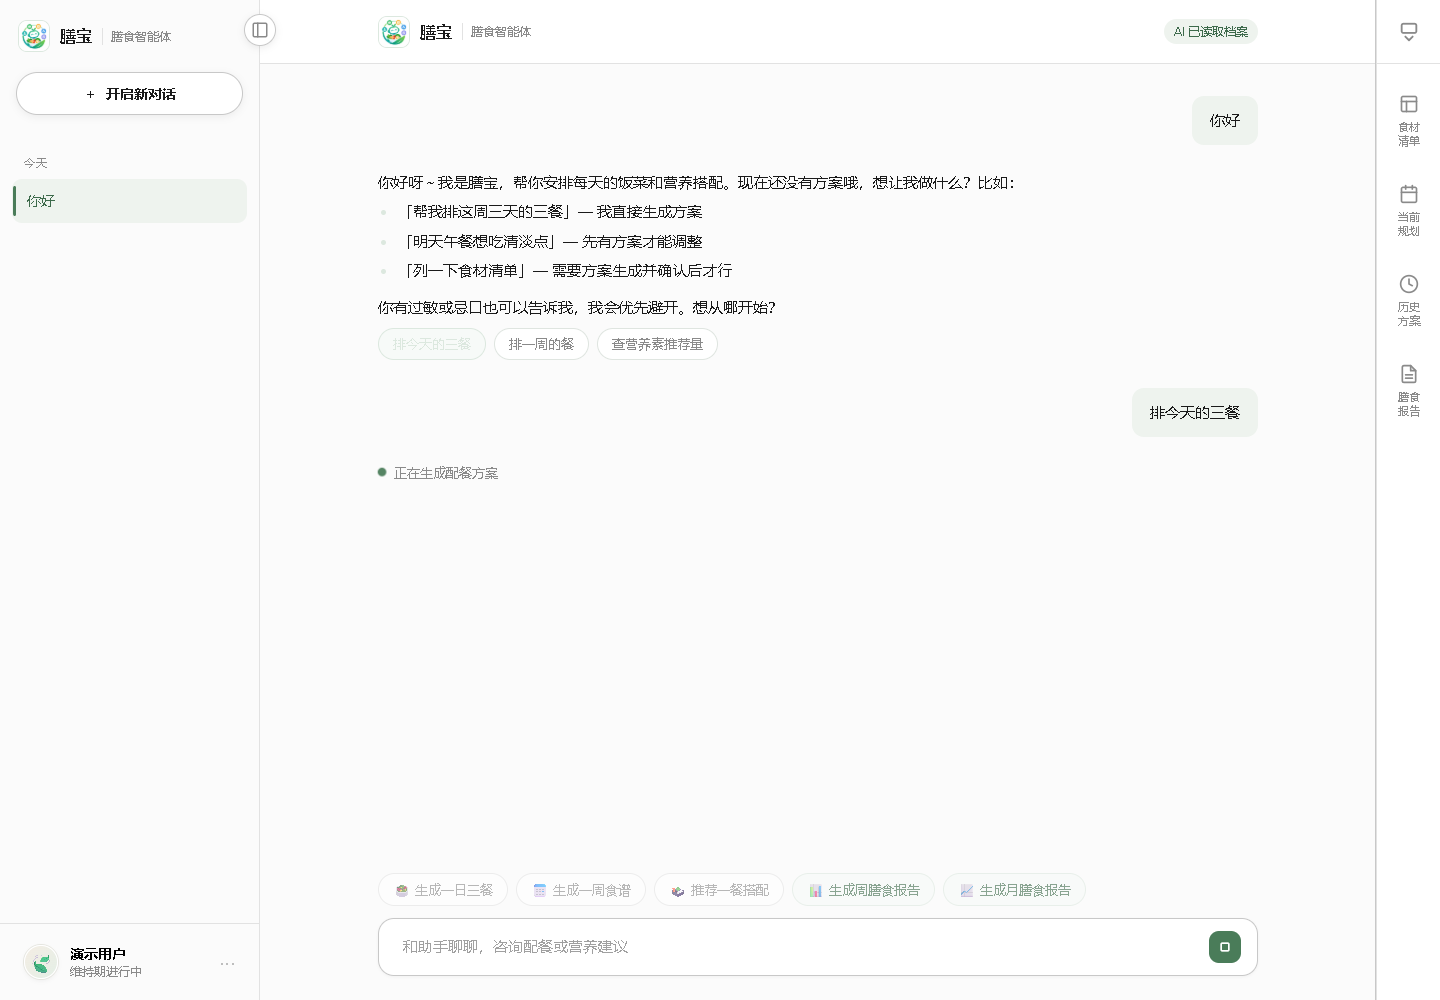 膳宝 膳食智能体
+ 开启新对话
今天
你好
演示用户
维持期进行中
...
膳宝 膳食智能体
AI 已读取档案
你好
你好呀～我是膳宝，帮你安排每天的饭菜和营养搭配。现在还没有方案哦，想让我做什么？比如：
「帮我排这周三天的三餐」— 我直接生成方案
「明天午餐想吃清淡点」— 先有方案才能调整
「列一下食材清单」— 需要方案生成并确认后才行
你有过敏或忌口也可以告诉我，我会优先避开。想从哪开始？
排今天的三餐 排一周的餐 查营养素推荐量
排今天的三餐
正在生成配餐方案
生成一日三餐 生成一周食谱 推荐一餐搭配 生成周膳食报告 生成月膳食报告
和助手聊聊，咨询配餐或营养建议
食材
清单
当前
规划
历史
方案
膳食
报告